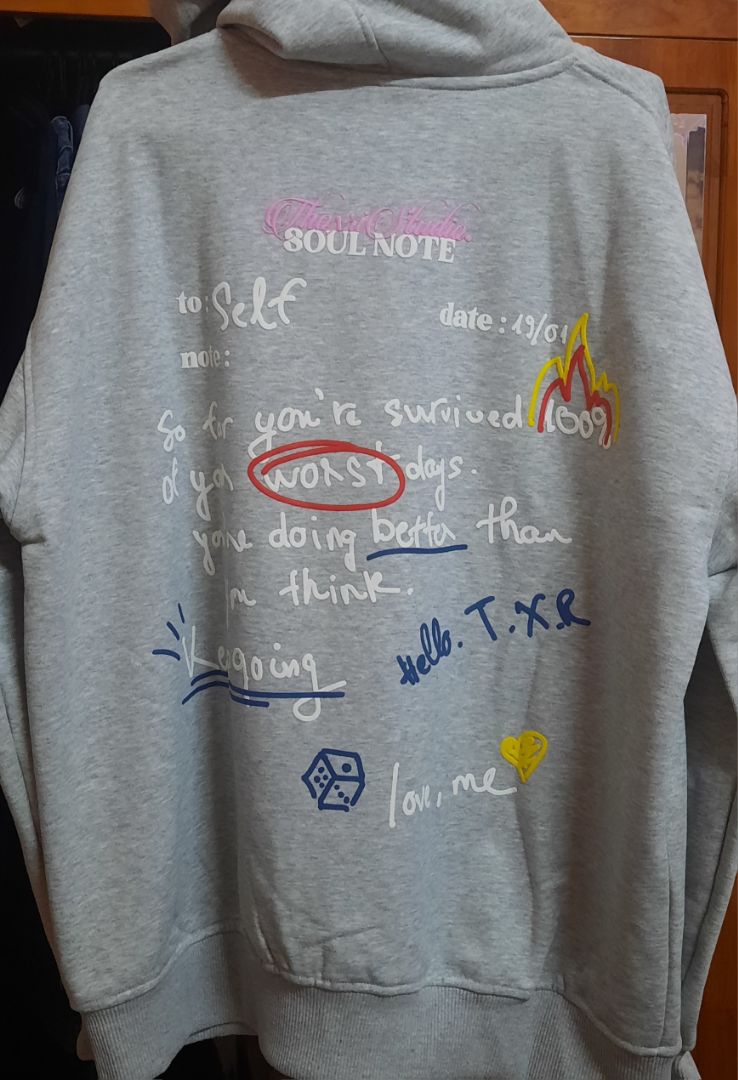 SOUL NOTE
to: Self
date: 19/01
note:
So far you're survived
of your worst days.
you're doing better than
you think.
Keep going
Hello. T.X.R
love, me